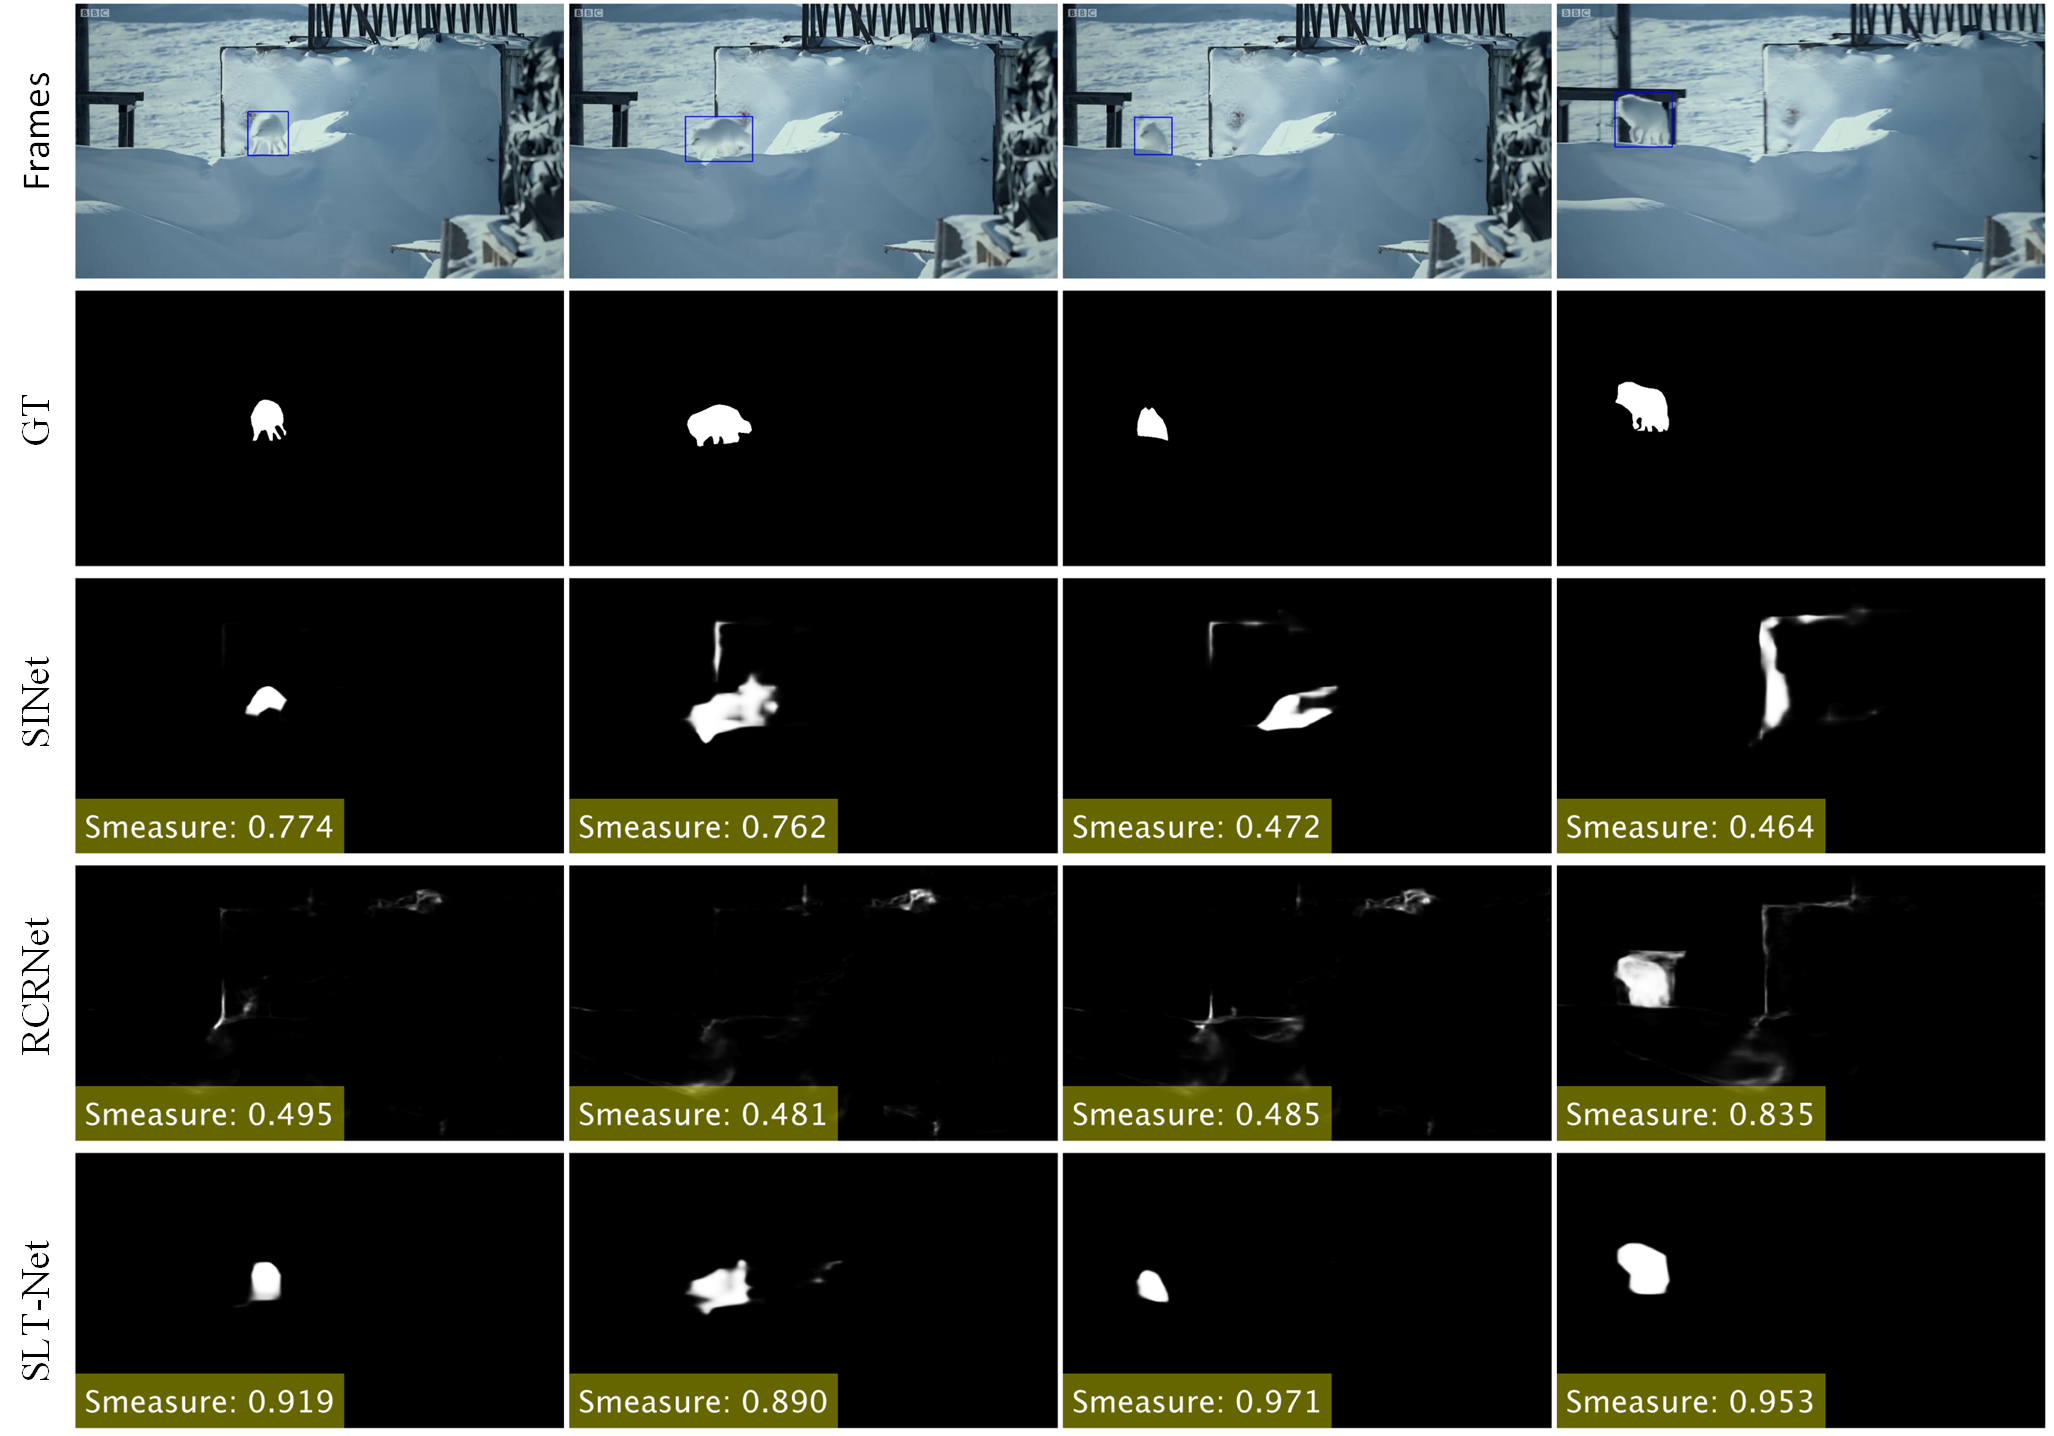 Frames
BBC
BBC
BBC
BBC
GT
SINet
Smeasure: 0.774
Smeasure: 0.762
Smeasure: 0.472
Smeasure: 0.464
RCRNet
Smeasure: 0.495
Smeasure: 0.481
Smeasure: 0.485
Smeasure: 0.835
SLT-Net
Smeasure: 0.919
Smeasure: 0.890
Smeasure: 0.971
Smeasure: 0.953